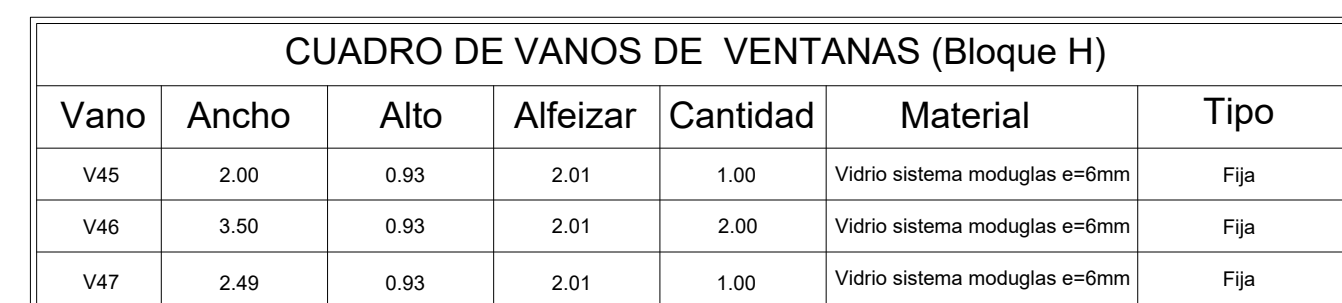 CUADRO DE VANOS DE VENTANAS (Bloque H)
Vano Ancho Alto Alfeizar Cantidad Material Tipo
V45 2.00 0.93 2.01 1.00 Vidrio sistema moduglas e=6mm Fija
V46 3.50 0.93 2.01 2.00 Vidrio sistema moduglas e=6mm Fija
V47 2.49 0.93 2.01 1.00 Vidrio sistema moduglas e=6mm Fija